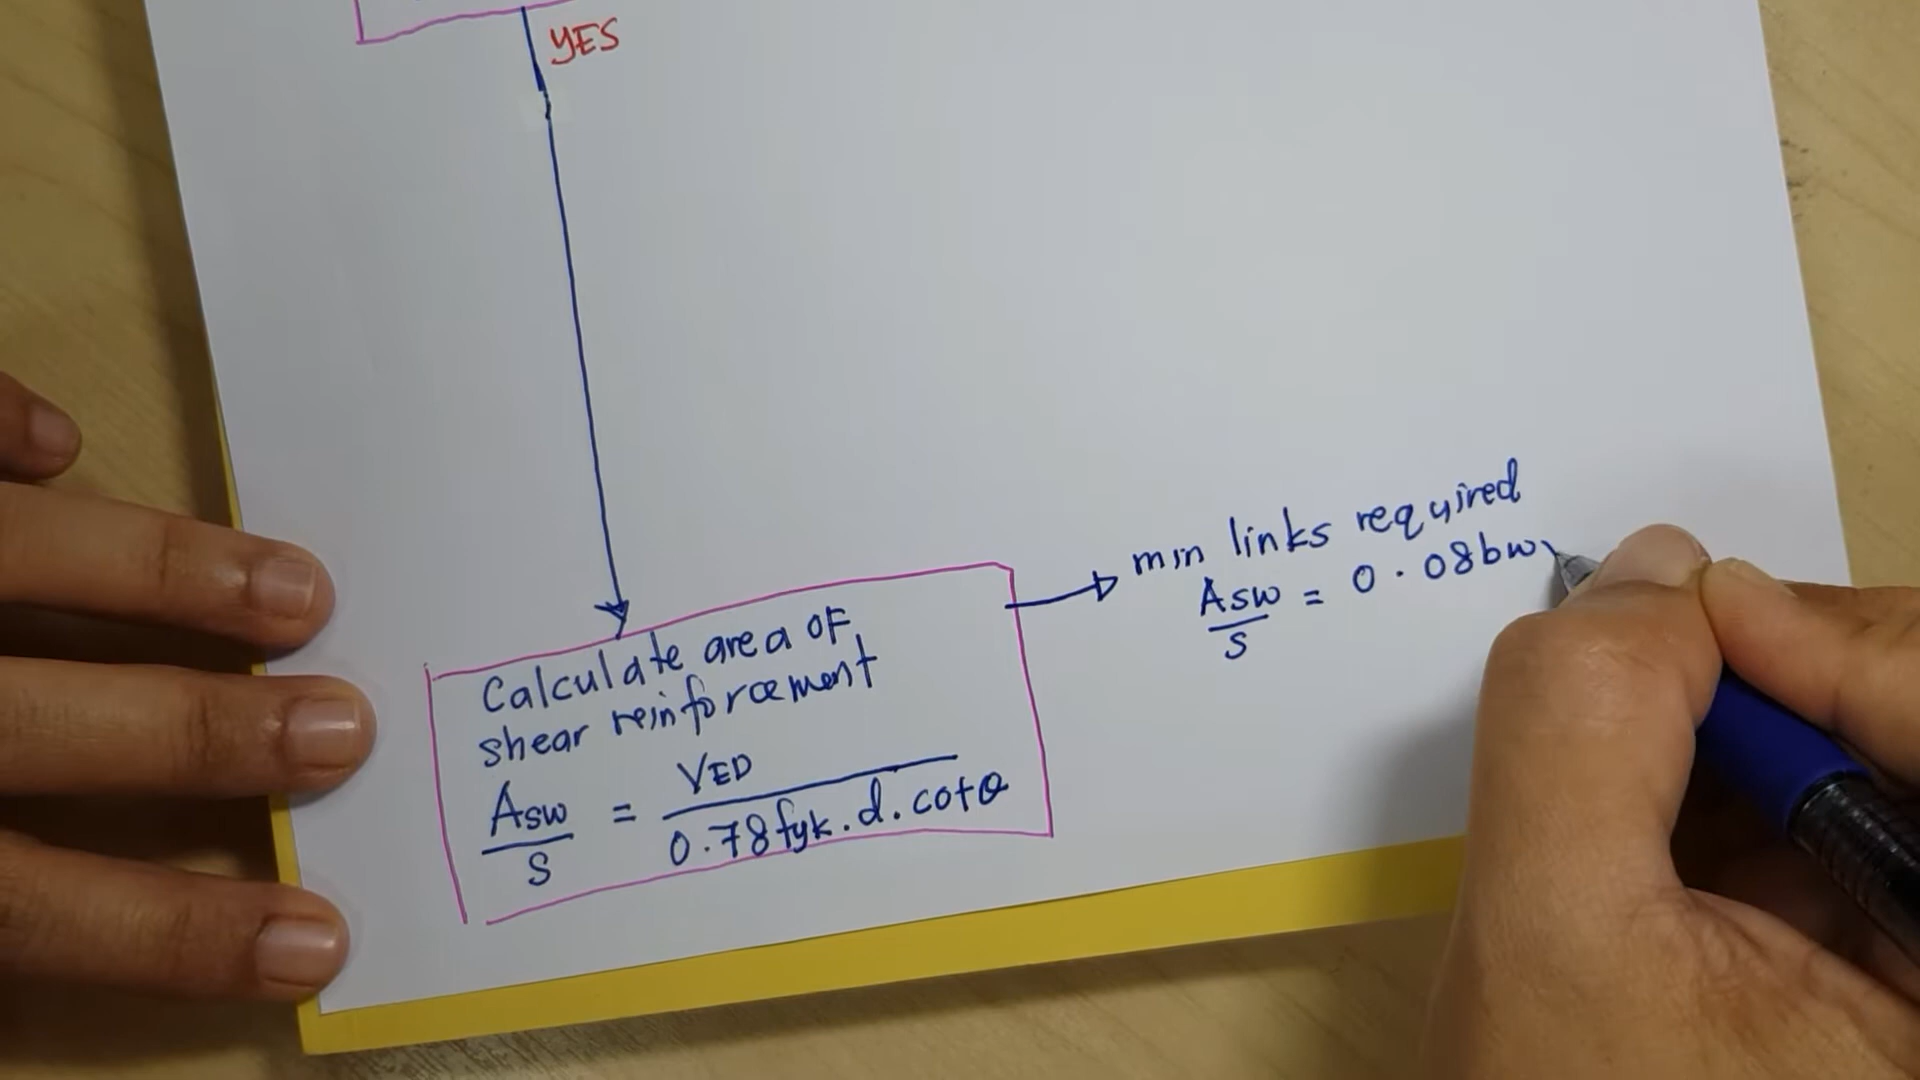 YES
min links required
Asw/S = 0.08bw
Calculate area of
shear reinforcement
Asw/S = VED/0.78fyk.d.cotθ